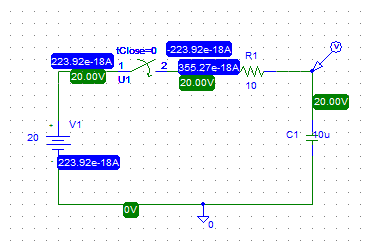 tClose=0
-223.92e-18A
V
223.92e-18A
1
2
355.27e-18A
R1
20.00V
U1
20.00V
10
20.00V
V1
20
+
C1
10u
-
223.92e-18A
0V
0